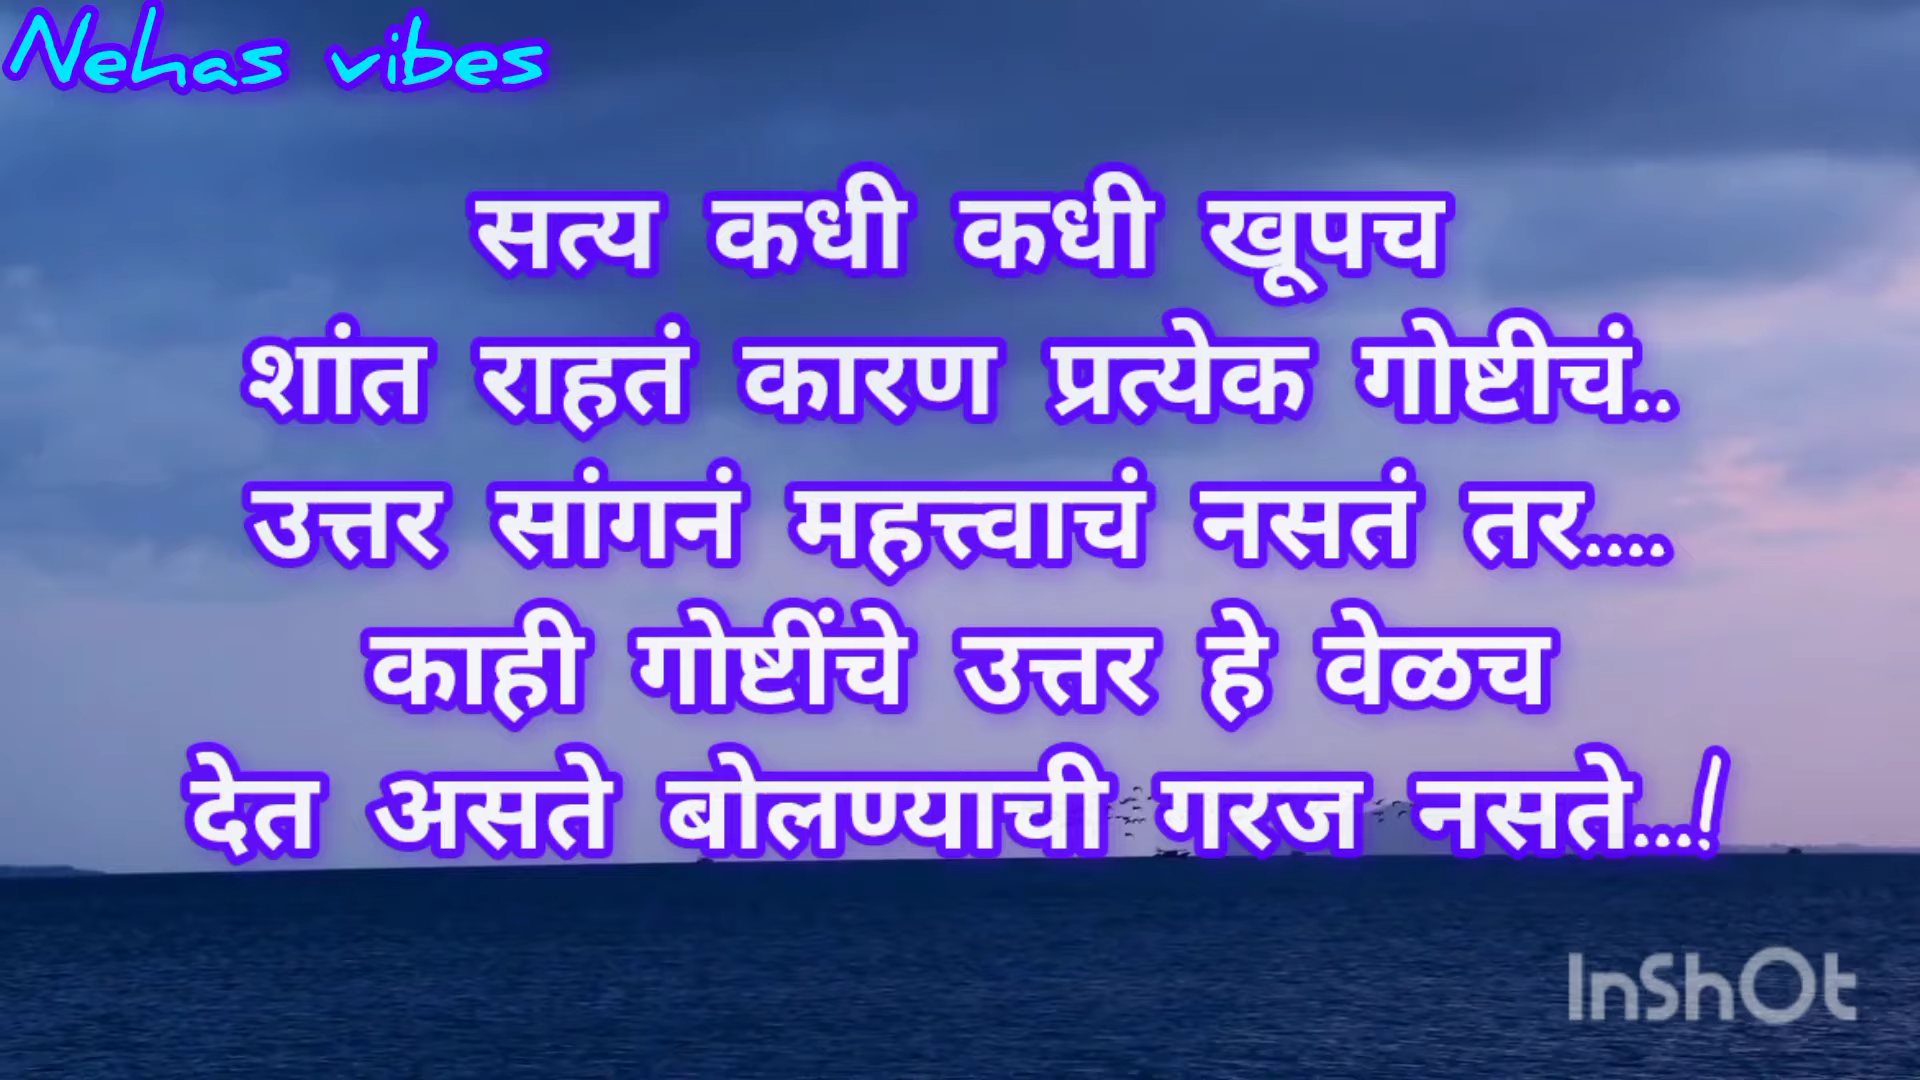 Nehas vibes
सत्य कधी कधी खूपच
शांत राहतं कारण प्रत्येक गोष्टीचं..
उत्तर सांगनं महत्त्वाचं नसतं तर....
काही गोष्टींचे उत्तर हे वेळच
देत असते बोलण्याची गरज नसते...!
InShOt